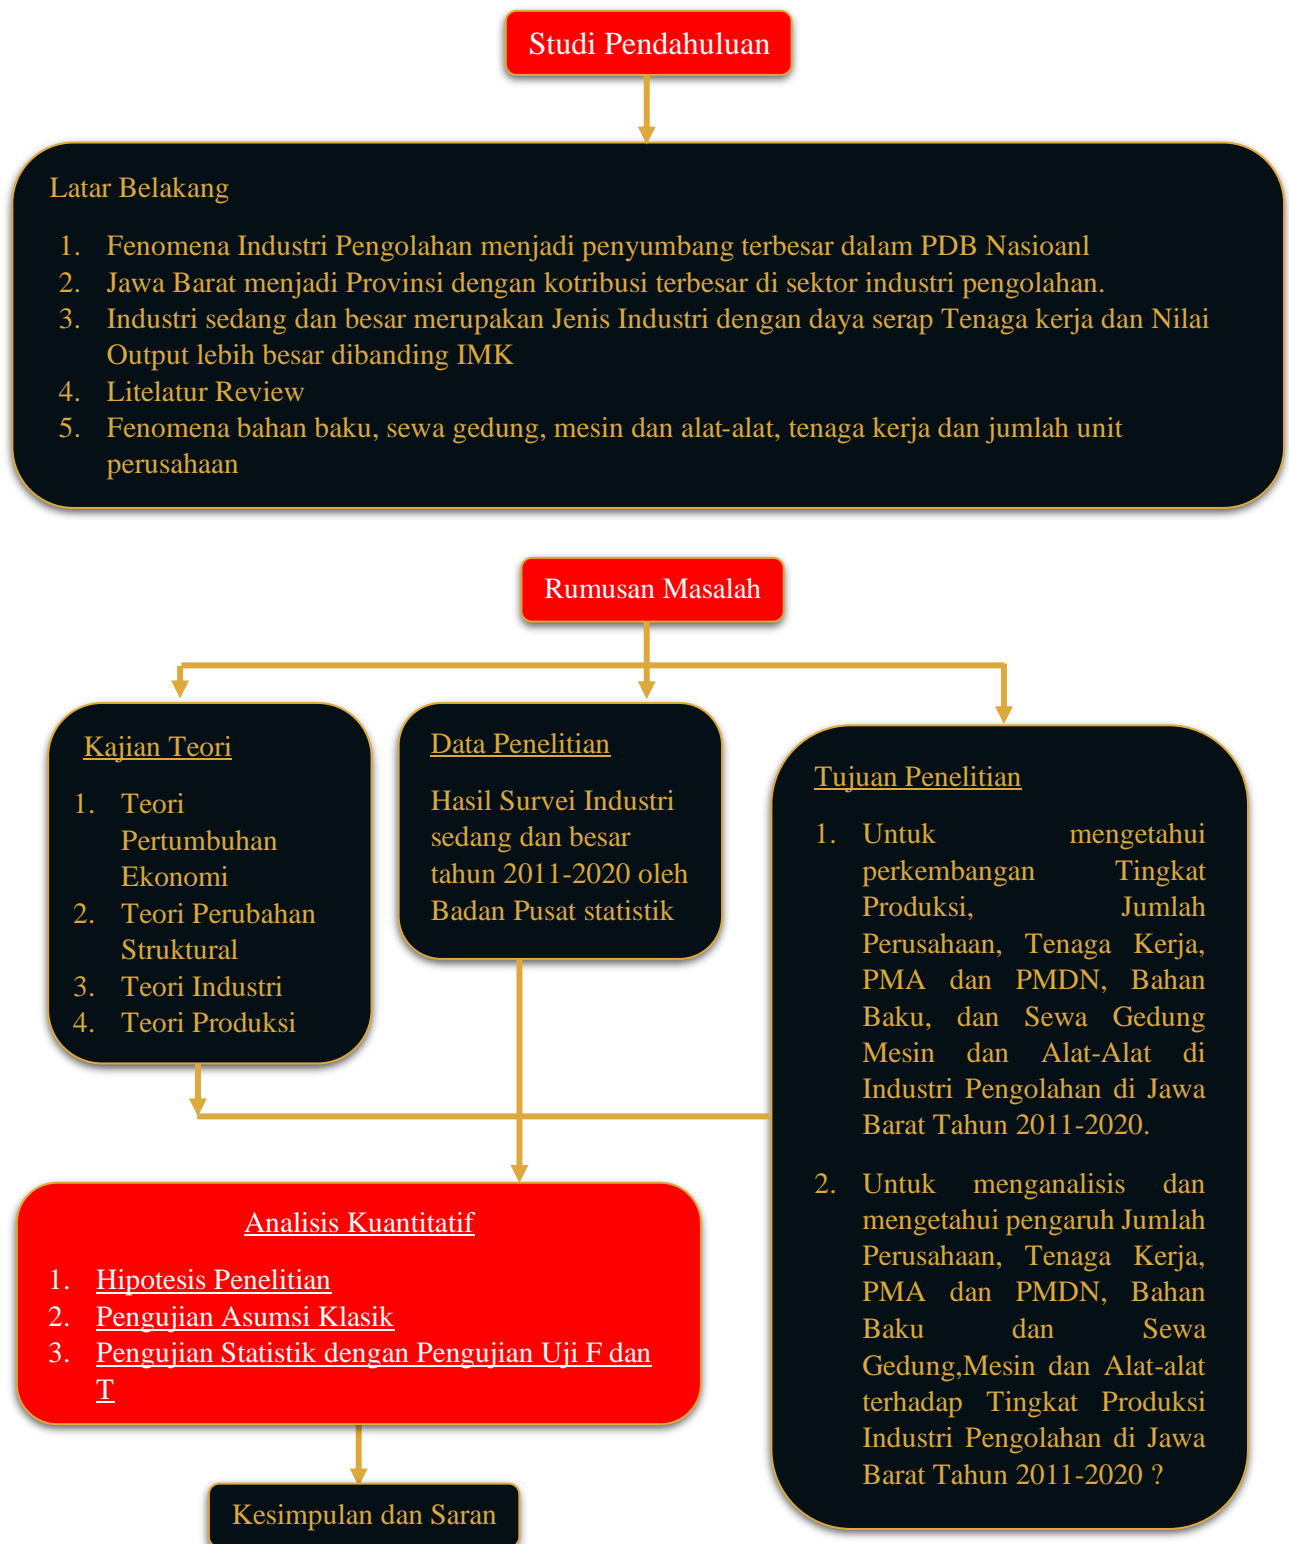 Studi Pendahuluan
Latar Belakang
1. Fenomena Industri Pengolahan menjadi penyumbang terbesar dalam PDB Nasioanl
2. Jawa Barat menjadi Provinsi dengan kotribusi terbesar di sektor industri pengolahan.
3. Industri sedang dan besar merupakan Jenis Industri dengan daya serap Tenaga kerja dan Nilai
Output lebih besar dibanding IMK
4. Litelatur Review
5. Fenomena bahan baku, sewa gedung, mesin dan alat-alat, tenaga kerja dan jumlah unit
perusahaan
Rumusan Masalah
Kajian Teori
1. Teori
Pertumbuhan
Ekonomi
2. Teori Perubahan
Struktural
3. Teori Industri
4. Teori Produksi
Data Penelitian
Hasil Survei Industri
sedang dan besar
tahun 2011-2020 oleh
Badan Pusat statistik
Tujuan Penelitian
1. Untuk mengetahui
perkembangan Tingkat
Produksi, Jumlah
Perusahaan, Tenaga Kerja,
PMA dan PMDN, Bahan
Baku, dan Sewa Gedung
Mesin dan Alat-Alat di
Industri Pengolahan di Jawa
Barat Tahun 2011-2020.
2. Untuk menganalisis dan
mengetahui pengaruh Jumlah
Perusahaan, Tenaga Kerja,
PMA dan PMDN, Bahan
Baku dan Sewa
Gedung,Mesin dan Alat-alat
terhadap Tingkat Produksi
Industri Pengolahan di Jawa
Barat Tahun 2011-2020 ?
Analisis Kuantitatif
1. Hipotesis Penelitian
2. Pengujian Asumsi Klasik
3. Pengujian Statistik dengan Pengujian Uji F dan
T
Kesimpulan dan Saran